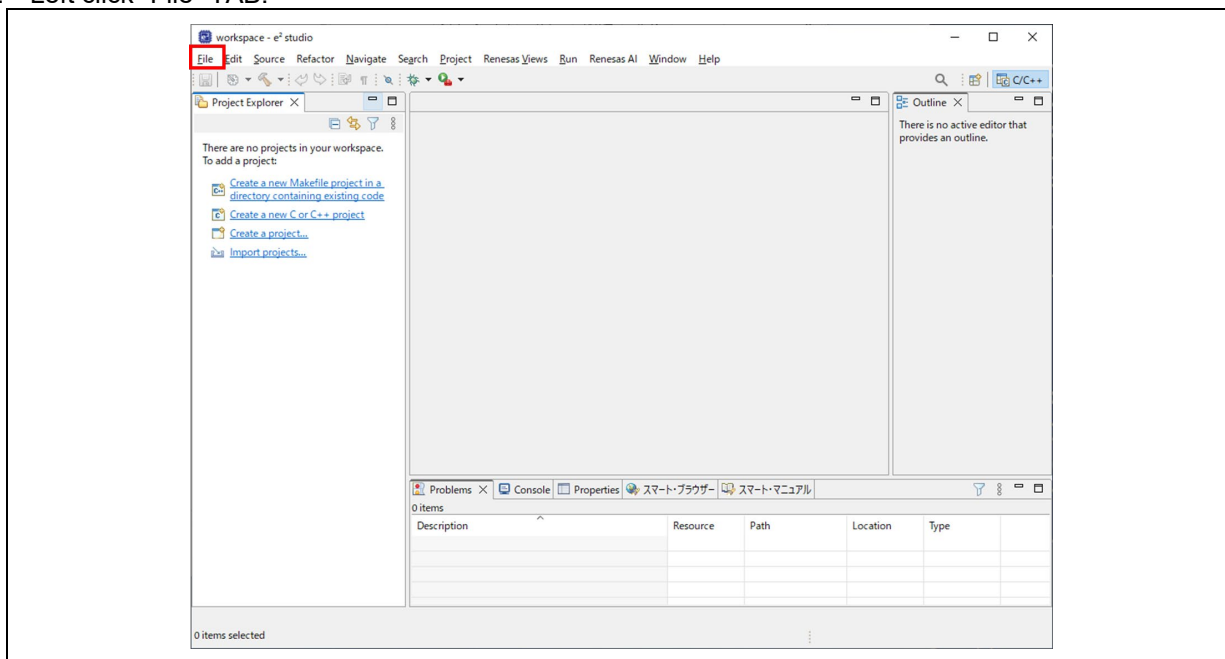 Left click "File" TAB.
workspace - e² studio
File Edit Source Refactor Navigate Search Project Renesas Views Run Renesas AI Window Help
C/C++
Project Explorer
Outline
There are no projects in your workspace.
To add a project:
Create a new Makefile project in a
directory containing existing code
Create a new C or C++ project
Create a project...
Import projects...
There is no active editor that
provides an outline.
Problems Console Properties スマート・ブラウザー スマート・マニュアル
0 items
Description Resource Path Location Type
0 items selected